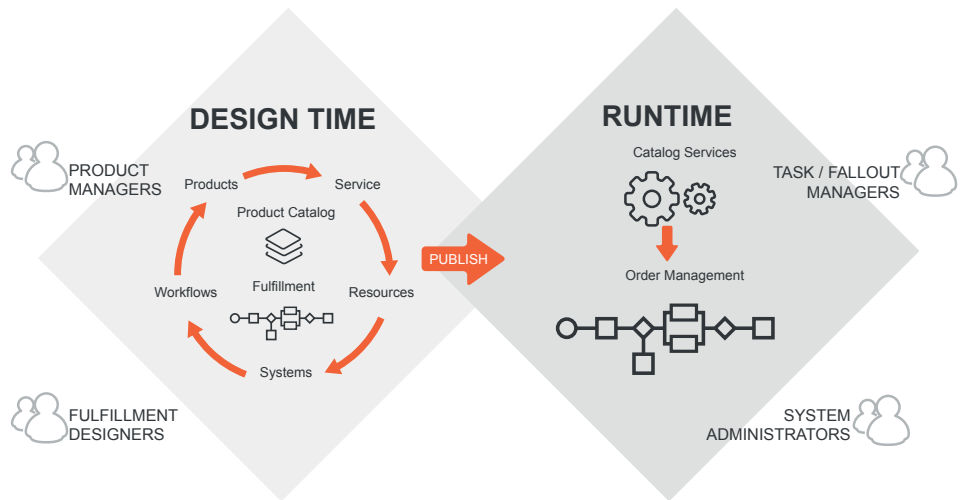 DESIGN TIME
RUNTIME
PRODUCT
MANAGERS
Products
Service
Product Catalog
Workflows
Fulfillment
Resources
Systems
FULFILLMENT
DESIGNERS
PUBLISH
Catalog Services
Order Management
TASK / FALLOUT
MANAGERS
SYSTEM
ADMINISTRATORS